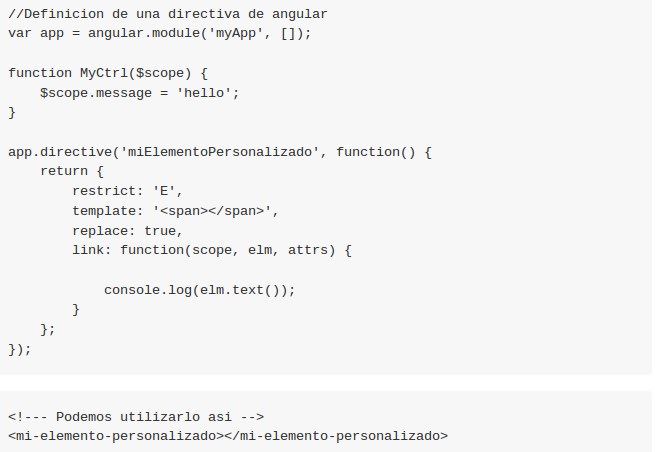 //Definicion de una directiva de angular
var app = angular.module('myApp', []);

function MyCtrl($scope) {
    $scope.message = 'hello';
}

app.directive('miElementoPersonalizado', function() {
    return {
        restrict: 'E',
        template: '<span></span>',
        replace: true,
        link: function(scope, elm, attrs) {

            console.log(elm.text());
        }
    };
});

<!--- Podemos utilizarlo asi -->
<mi-elemento-personalizado></mi-elemento-personalizado>